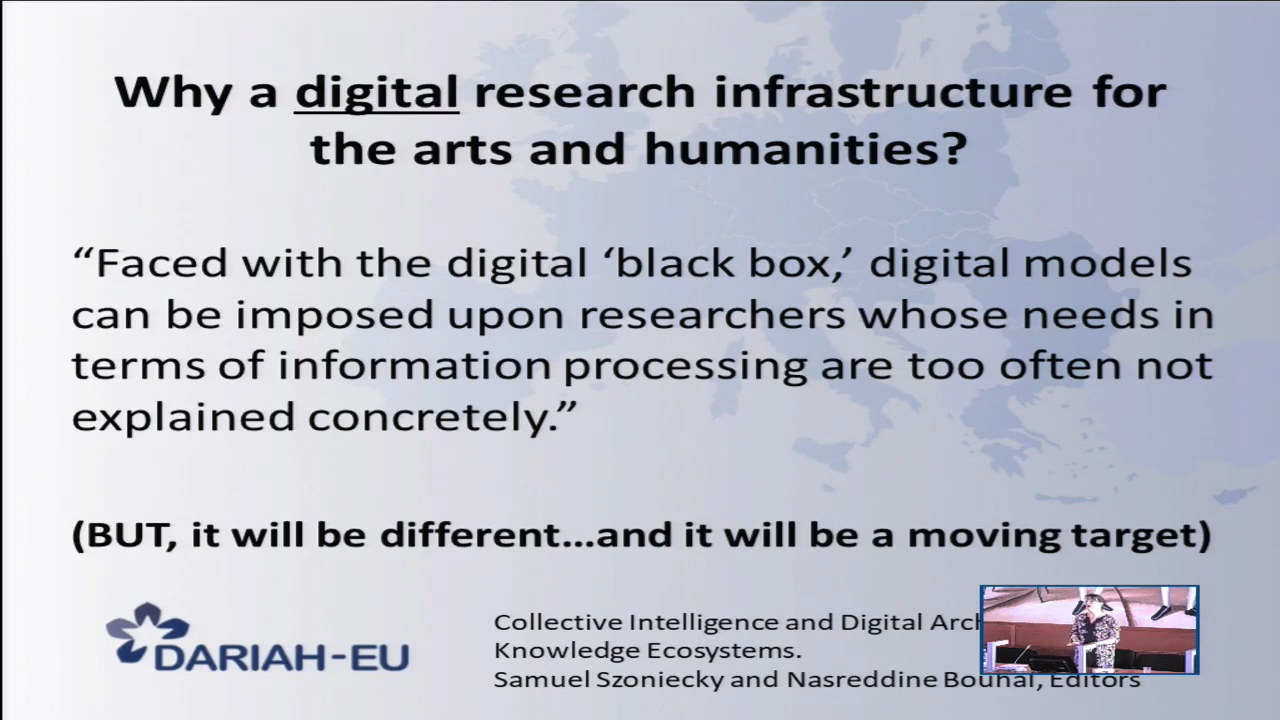 Why a digital research infrastructure for
the arts and humanities?
“Faced with the digital ‘black box,’ digital models
can be imposed upon researchers whose needs in
terms of information processing are too often not
explained concretely.”
(BUT, it will be different...and it will be a moving target)
DARIAH-EU
Collective Intelligence and Digital
Knowledge Ecosystems.
Samuel Szoniecky and Nasreddine Bouhaï, Editors